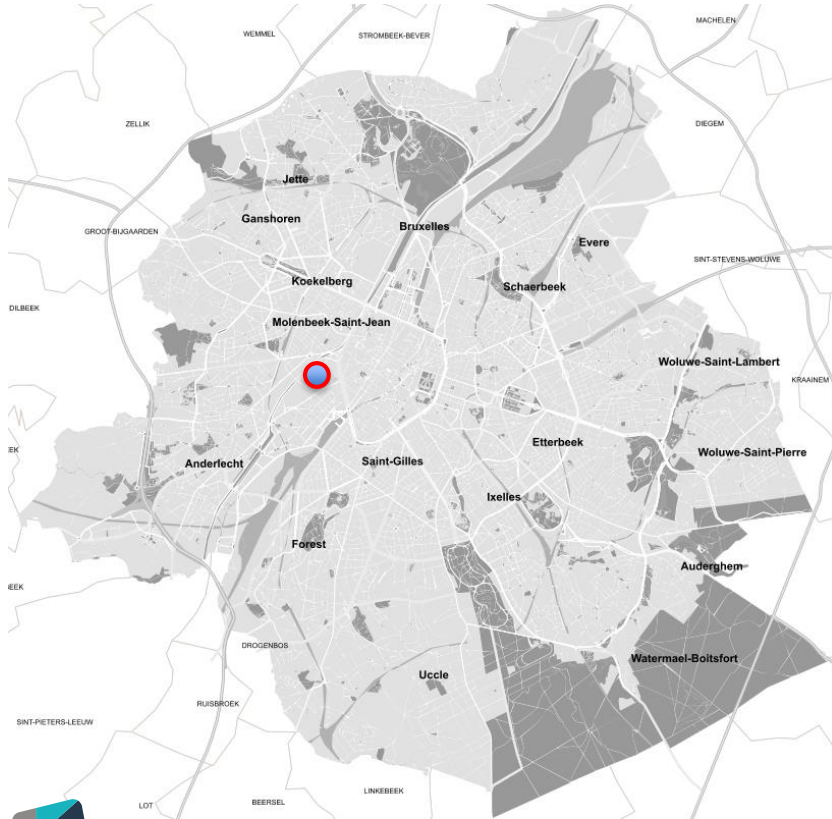 MACHELEN
WEMMEL
STROMBEEK-BEVER
ZELLIK
DIEGEM
Jette
Ganshoren
Bruxelles
GROOT-BIJGAARDEN
Evere
SINT-STEVENS-WOLUWE
Koekelberg
Schaerbeek
DILBEEK
Molenbeek-Saint-Jean
Woluwe-Saint-Lambert
KRAAINEM
Etterbeek
EEK
Woluwe-Saint-Pierre
Anderlecht
Saint-Gilles
Ixelles
Forest
Auderghem
EEK
DROGENBOS
Watermael-Boitsfort
Uccle
RUISBROEK
SINT-PIETERS-LEEUW
LINKEBEEK
LOT
BEERSEL